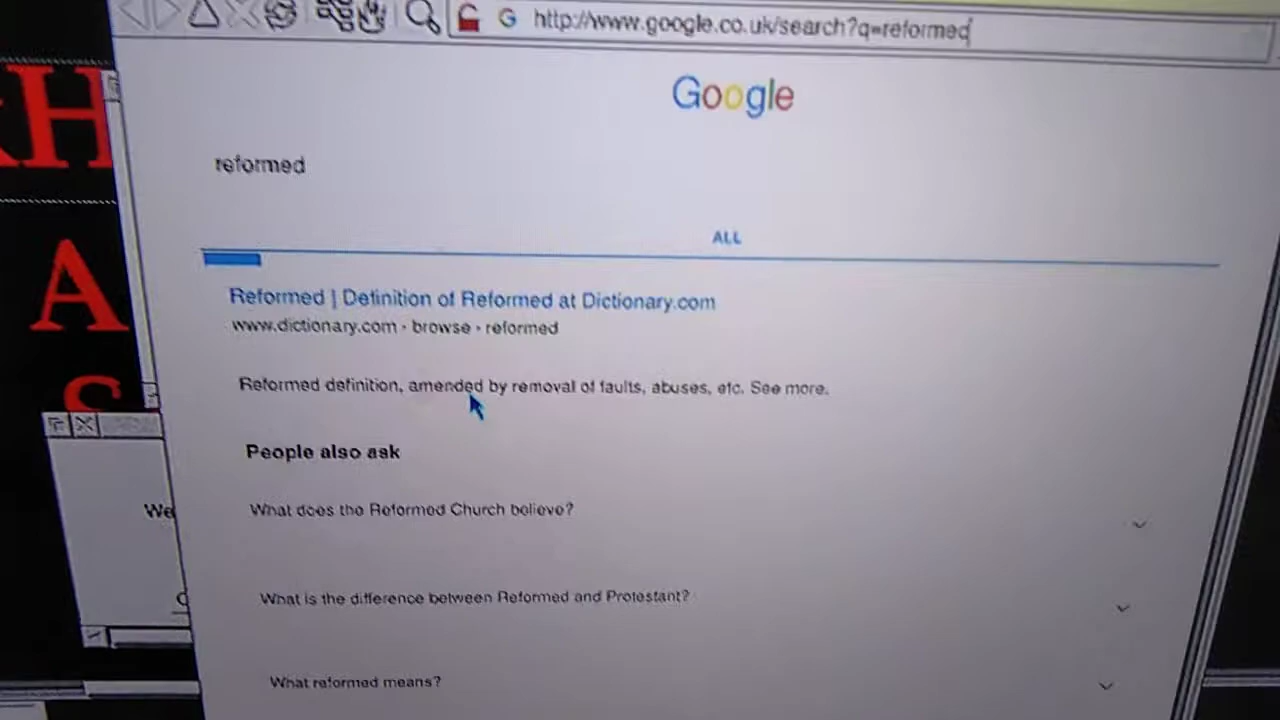 http://www.google.co.uk/search?q=reformed
Google
reformed
ALL
Reformed | Definition of Reformed at Dictionary.com
www.dictionary.com › browse › reformed
Reformed definition, amended by removal of faults, abuses, etc. See more.
People also ask
What does the Reformed Church believe?
What is the difference between Reformed and Protestant?
What reformed means?
H
A
S
We